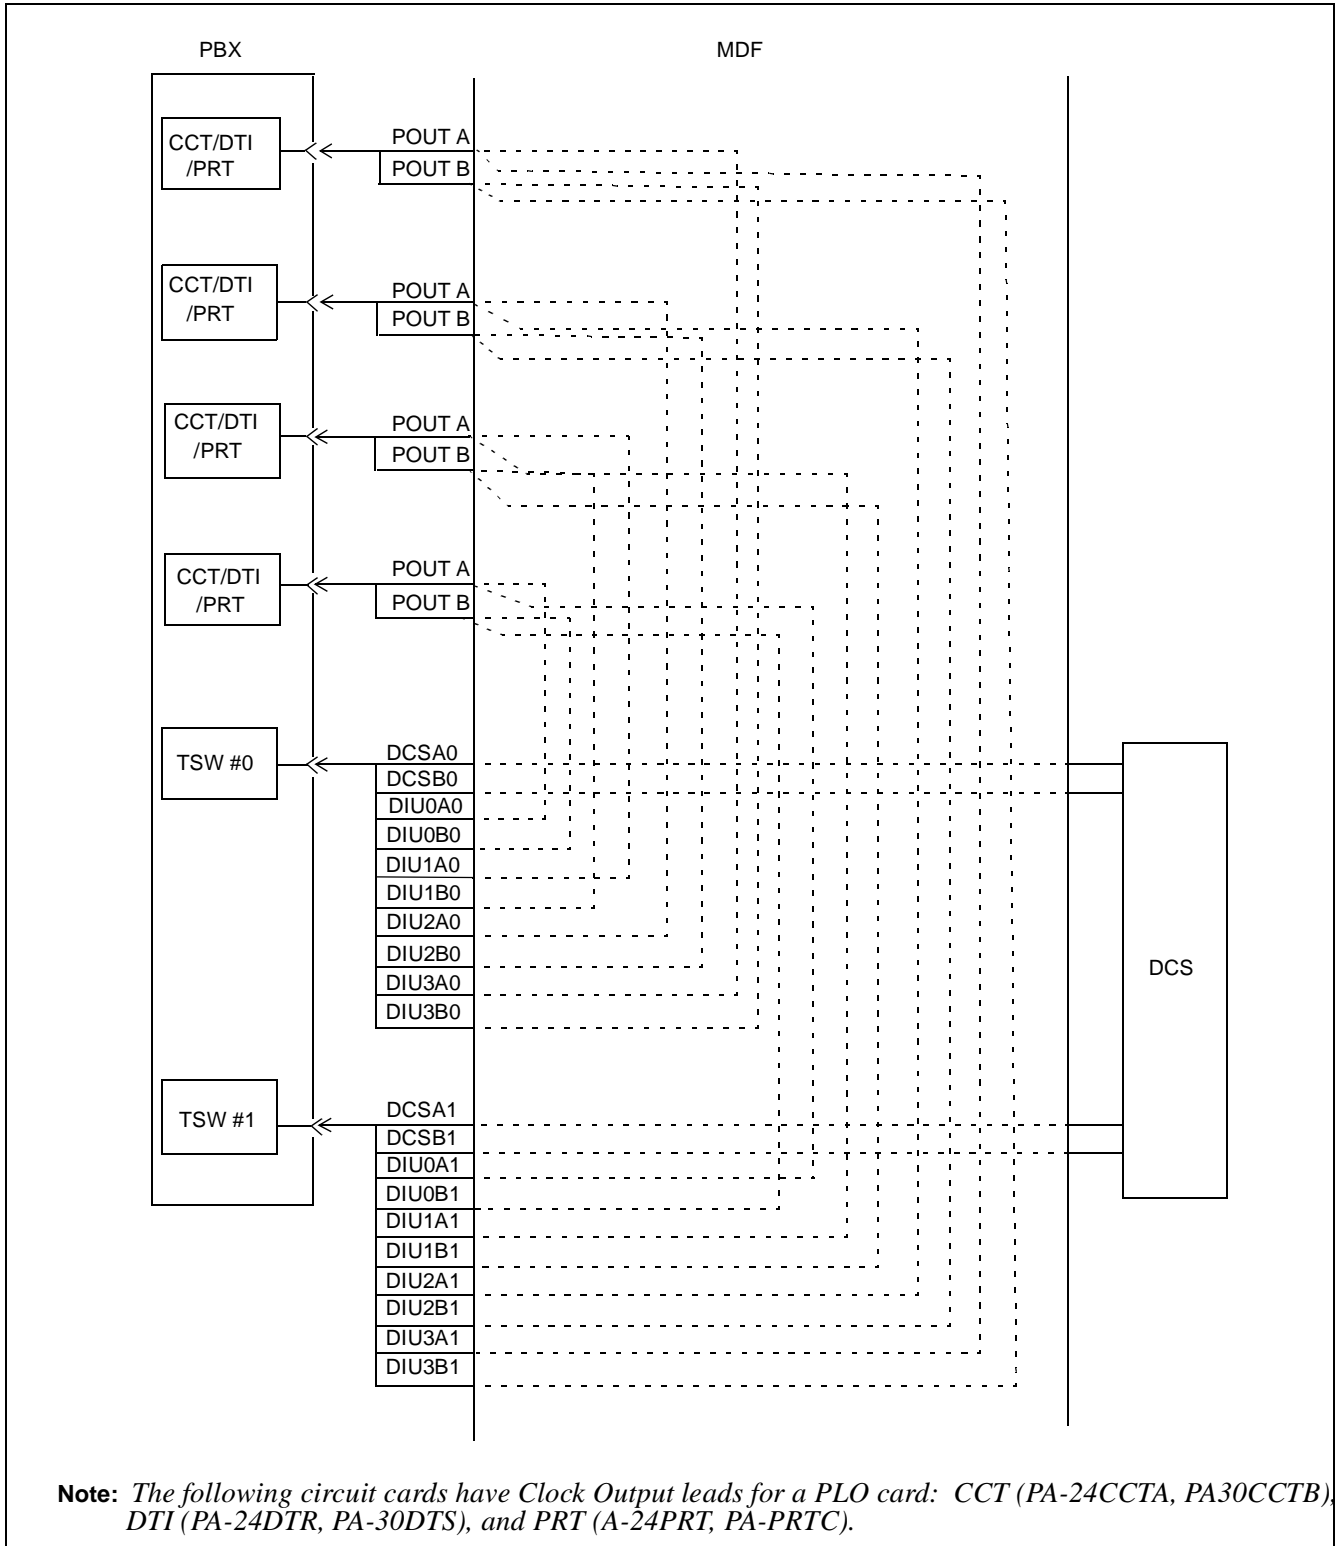 PBX
MDF
CCT/DTI
/PRT
POUT A
POUT B
CCT/DTI
/PRT
POUT A
POUT B
CCT/DTI
/PRT
POUT A
POUT B
CCT/DTI
/PRT
POUT A
POUT B
TSW #0
DCSA0
DCSB0
DIU0A0
DIU0B0
DIU1A0
DIU1B0
DIU2A0
DIU2B0
DIU3A0
DIU3B0
DCS
TSW #1
DCSA1
DCSB1
DIU0A1
DIU0B1
DIU1A1
DIU1B1
DIU2A1
DIU2B1
DIU3A1
DIU3B1
Note: The following circuit cards have Clock Output leads for a PLO card: CCT (PA-24CCTA, PA30CCTB),
DTI (PA-24DTR, PA-30DTS), and PRT (A-24PRT, PA-PRTC).